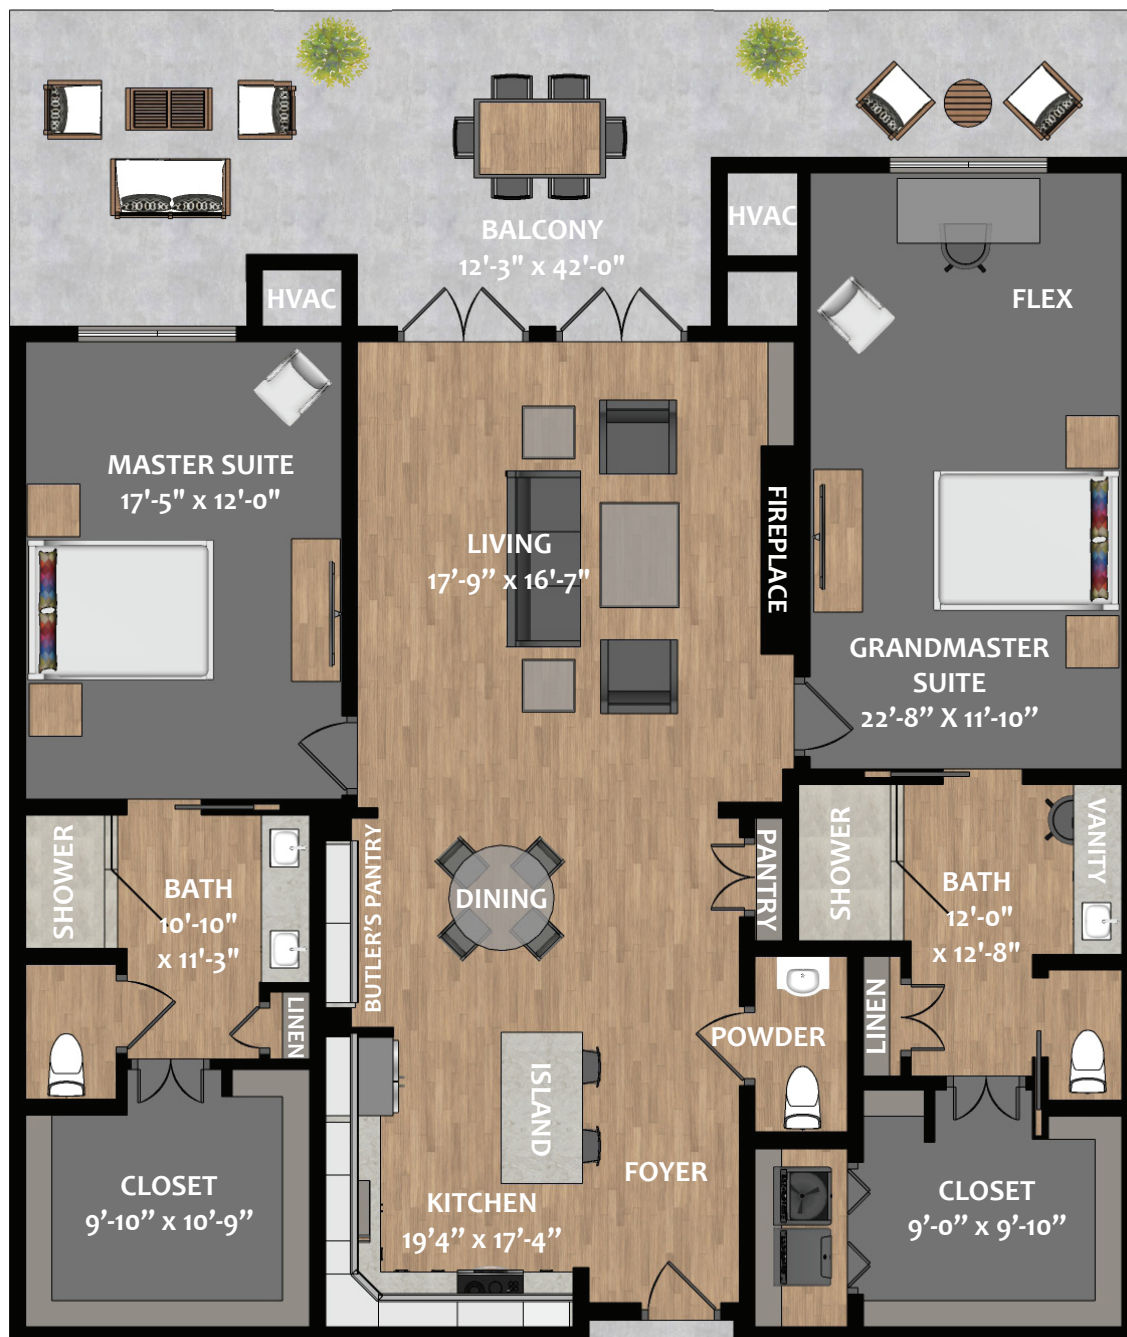 BALCONY
12'-3" x 42'-0"
HVAC
HVAC
FLEX
MASTER SUITE
17'-5" x 12'-0"
LIVING
17'-9” x 16'-7"
FIREPLACE
GRANDMASTER
SUITE
22'-8” X 11'-10”
SHOWER
BATH
10'-10"
x 11'-3”
LINEN
BUTLER'S PANTRY
DINING
PANTRY
SHOWER
BATH
12'-0"
x 12'-8”
VANITY
LINEN
POWDER
ISLAND
FOYER
KITCHEN
19'4” x 17'-4”
CLOSET
9'-10” x 10'-9”
CLOSET
9'-0” x 9'-10”